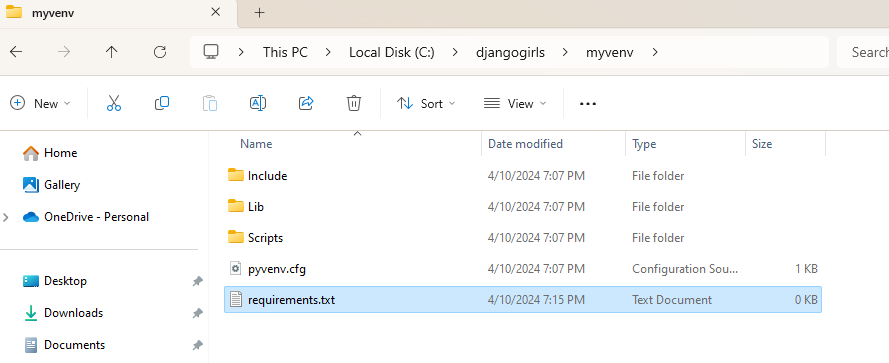 myvenv
This PC Local Disk (C:) djangogirls myvenv Search
New Sort View
Name Date modified Type Size
Home
Gallery
OneDrive - Personal
Desktop
Downloads
Documents
Include 4/10/2024 7:07 PM File folder
Lib 4/10/2024 7:07 PM File folder
Scripts 4/10/2024 7:07 PM File folder
pyvenv.cfg 4/10/2024 7:07 PM Configuration Sou... 1 KB
requirements.txt 4/10/2024 7:15 PM Text Document 0 KB